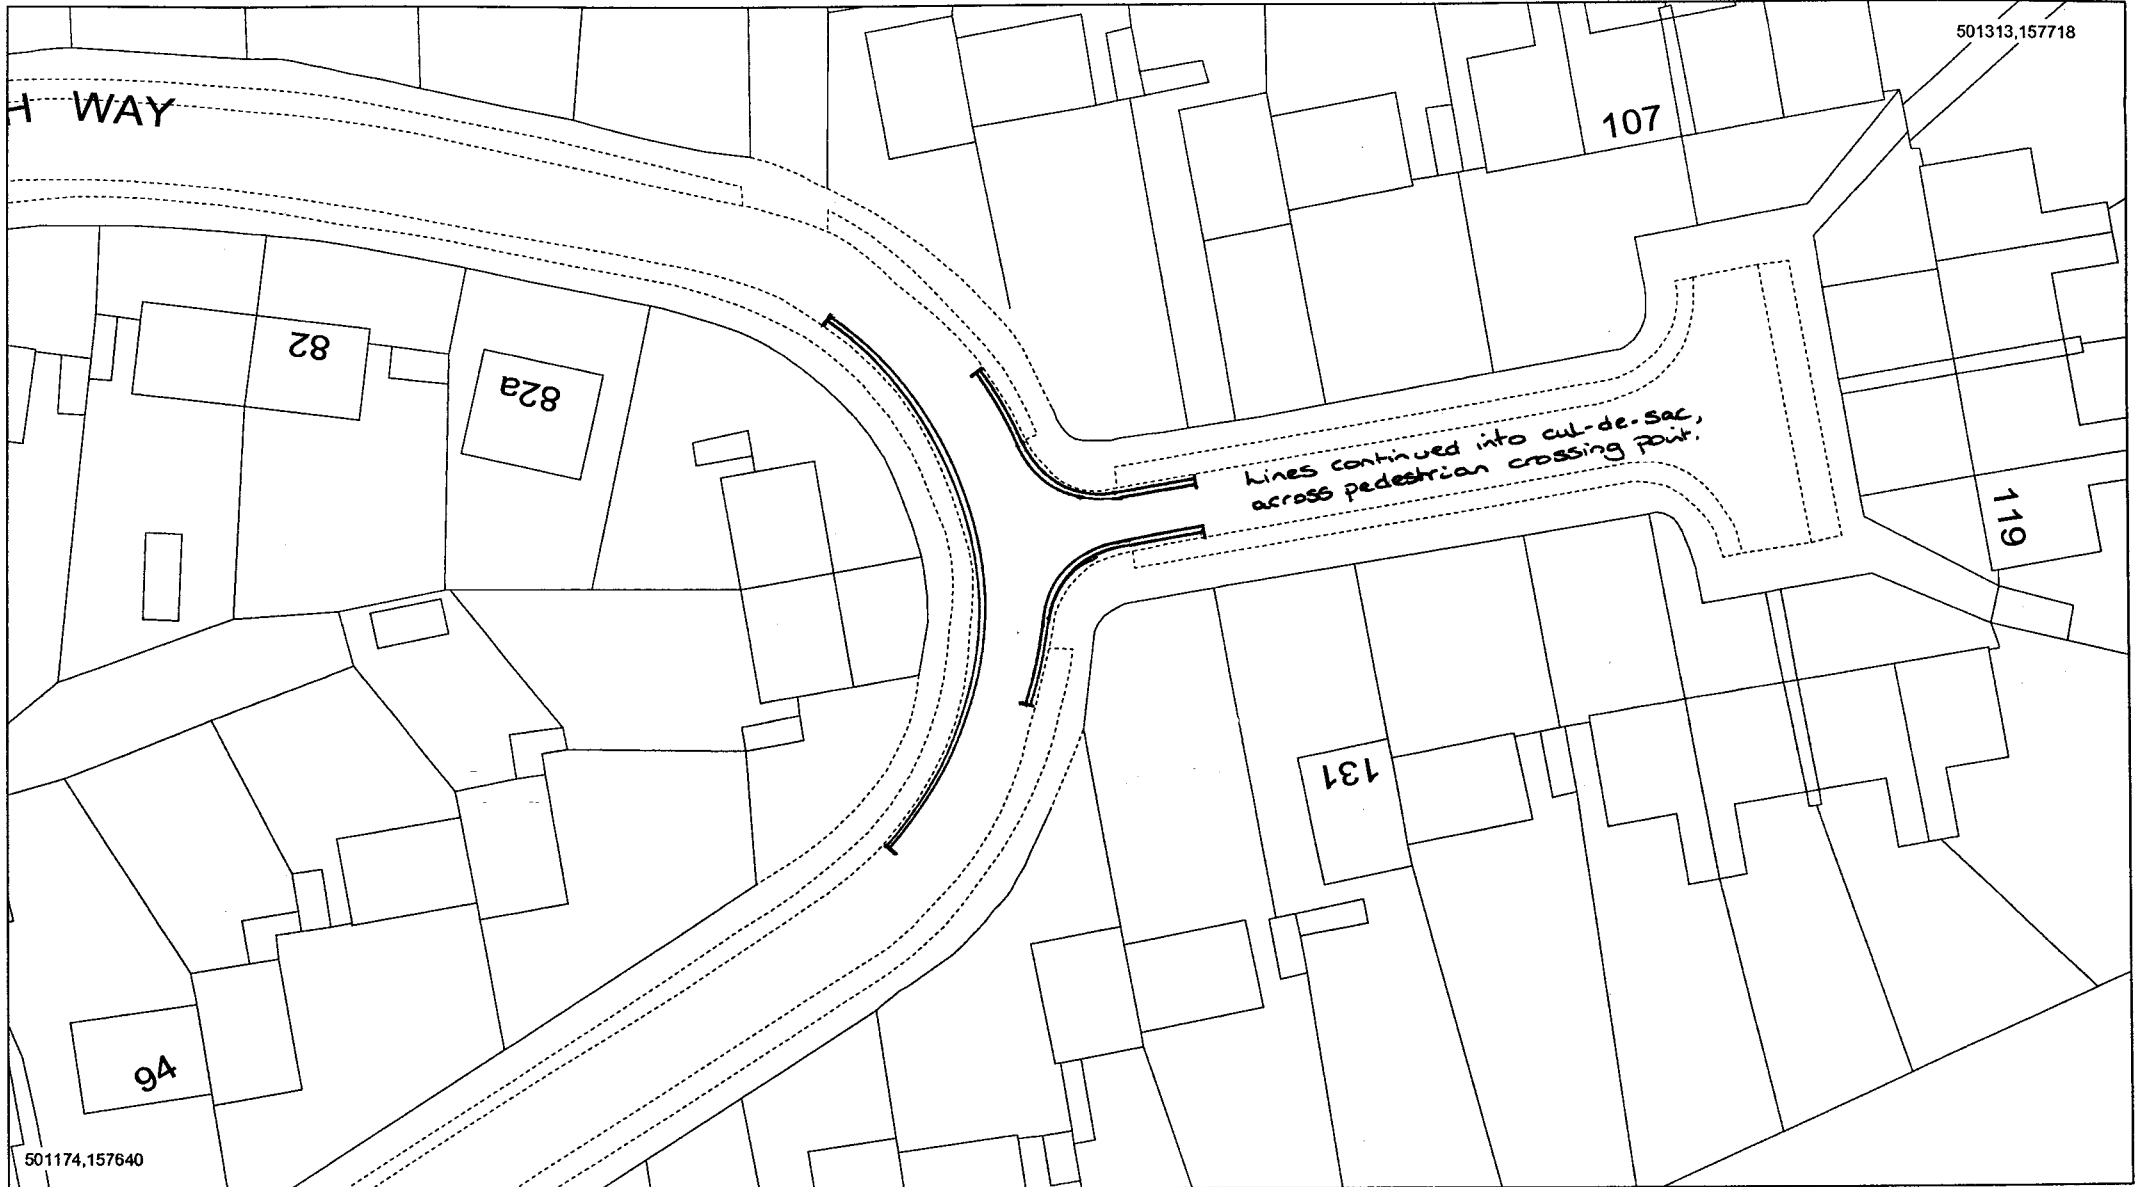 501313,157718
H WAY
107
82
82a
Lines continued into cul-de-sac,
across pedestrian crossing point.
119
131
94
501174,157640